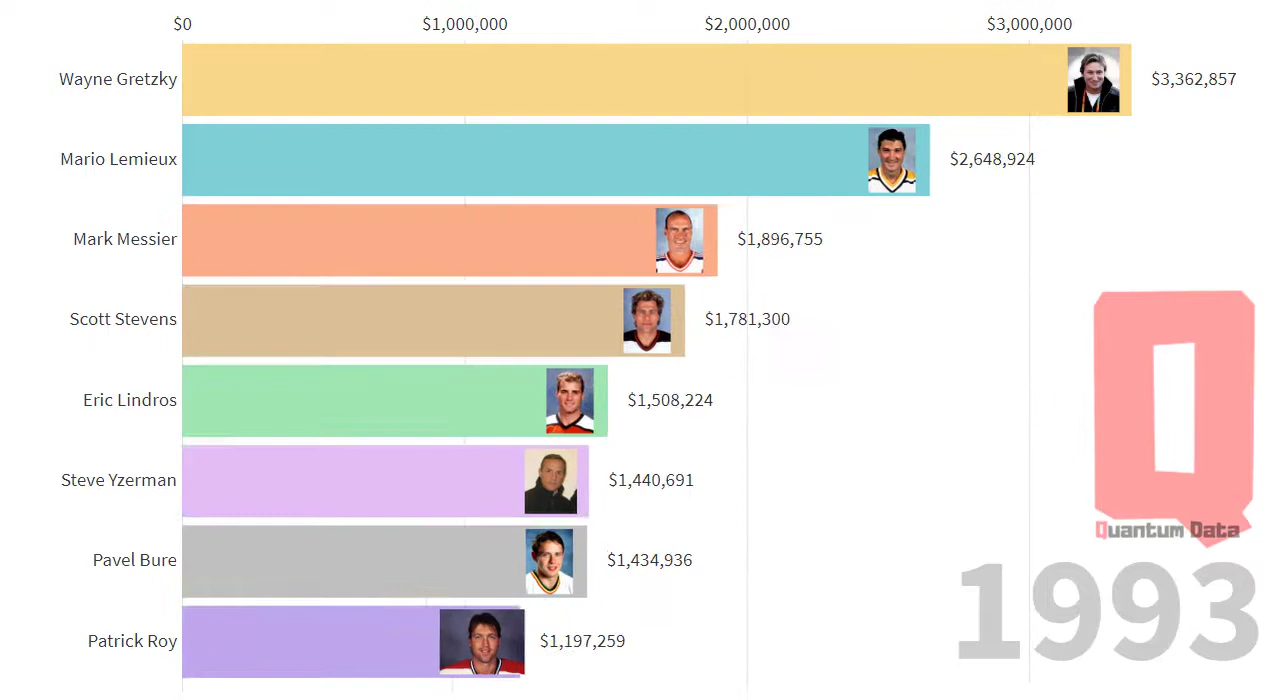 $0 $1,000,000 $2,000,000 $3,000,000
Wayne Gretzky $3,362,857
Mario Lemieux $2,648,924
Mark Messier $1,896,755
Scott Stevens $1,781,300
Eric Lindros $1,508,224
Steve Yzerman $1,440,691
Pavel Bure $1,434,936
Patrick Roy $1,197,259
Q
Quantum Data
1993